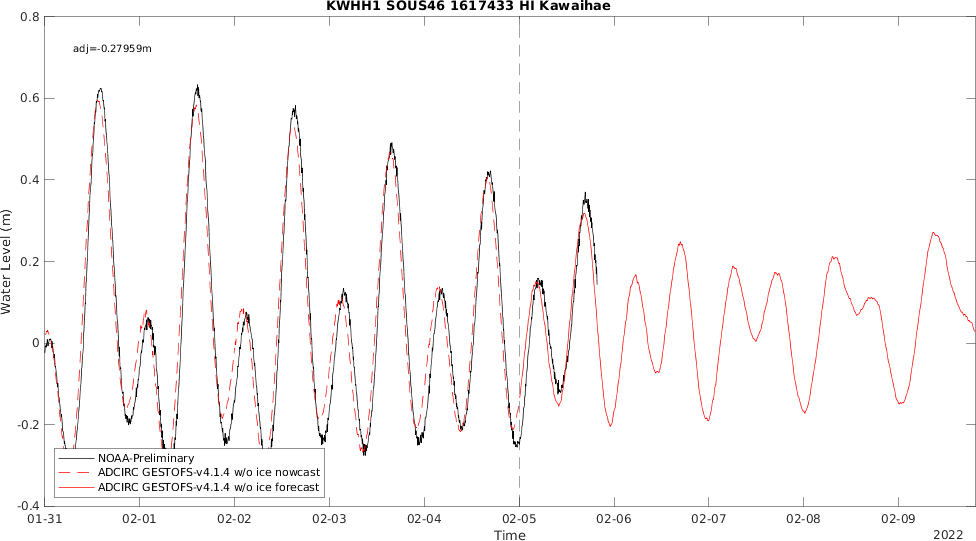 KWHH1 SOUS46 1617433 HI Kawaihae
adj=-0.27959m
0.8
0.6
0.4
0.2
0
-0.2
-0.4
Water Level (m)
NOAA-Preliminary
ADCIRC GESTOFS-v4.1.4 w/o ice nowcast
ADCIRC GESTOFS-v4.1.4 w/o ice forecast
01-31 02-01 02-02 02-03 02-04 02-05 02-06 02-07 02-08 02-09
Time
2022